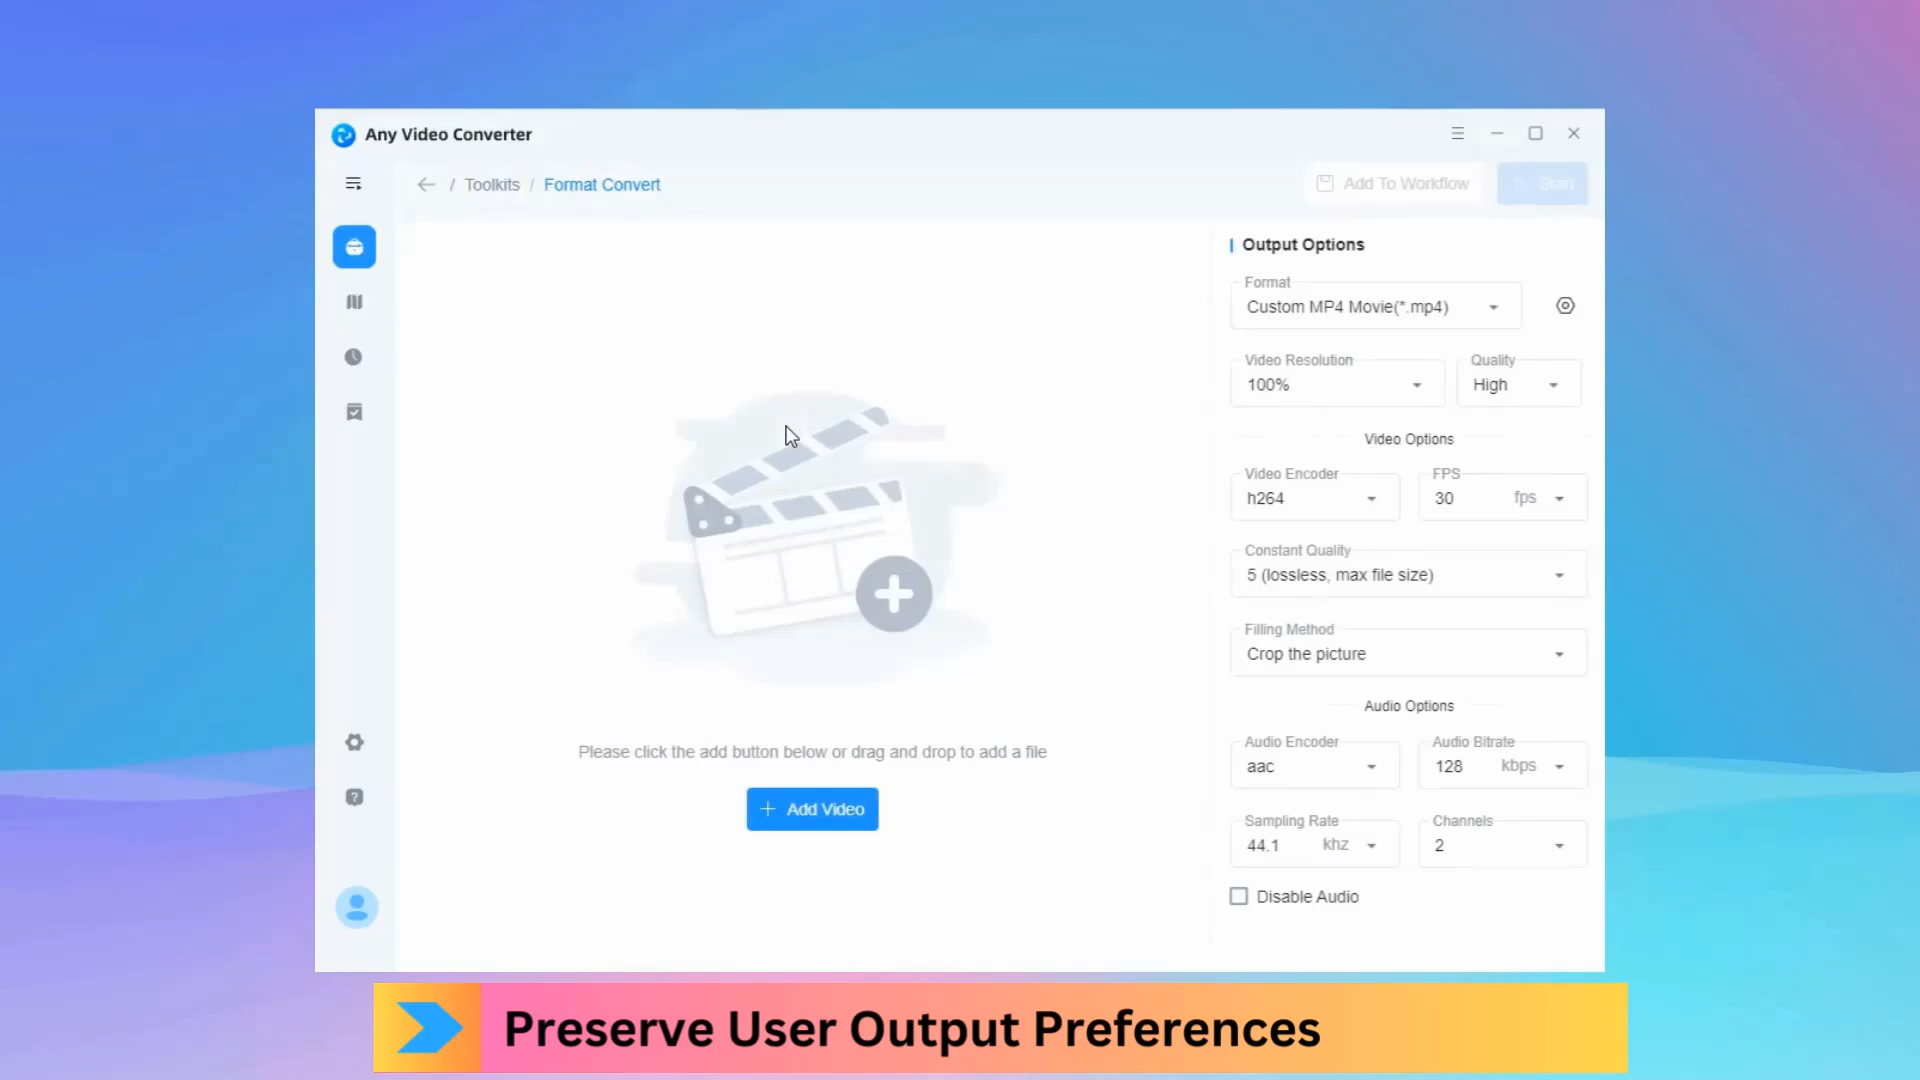 Any Video Converter
/ Toolkits / Format Convert
Add To Workflow
Start
Output Options
Format
Custom MP4 Movie(*.mp4)
Video Resolution
100%
Quality
High
Video Options
Video Encoder
h264
FPS
30 fps
Constant Quality
5 (lossless, max file size)
Filling Method
Crop the picture
Audio Options
Audio Encoder
aac
Audio Bitrate
128 kbps
Sampling Rate
44.1 khz
Channels
2
Disable Audio
Please click the add button below or drag and drop to add a file
+ Add Video
Preserve User Output Preferences